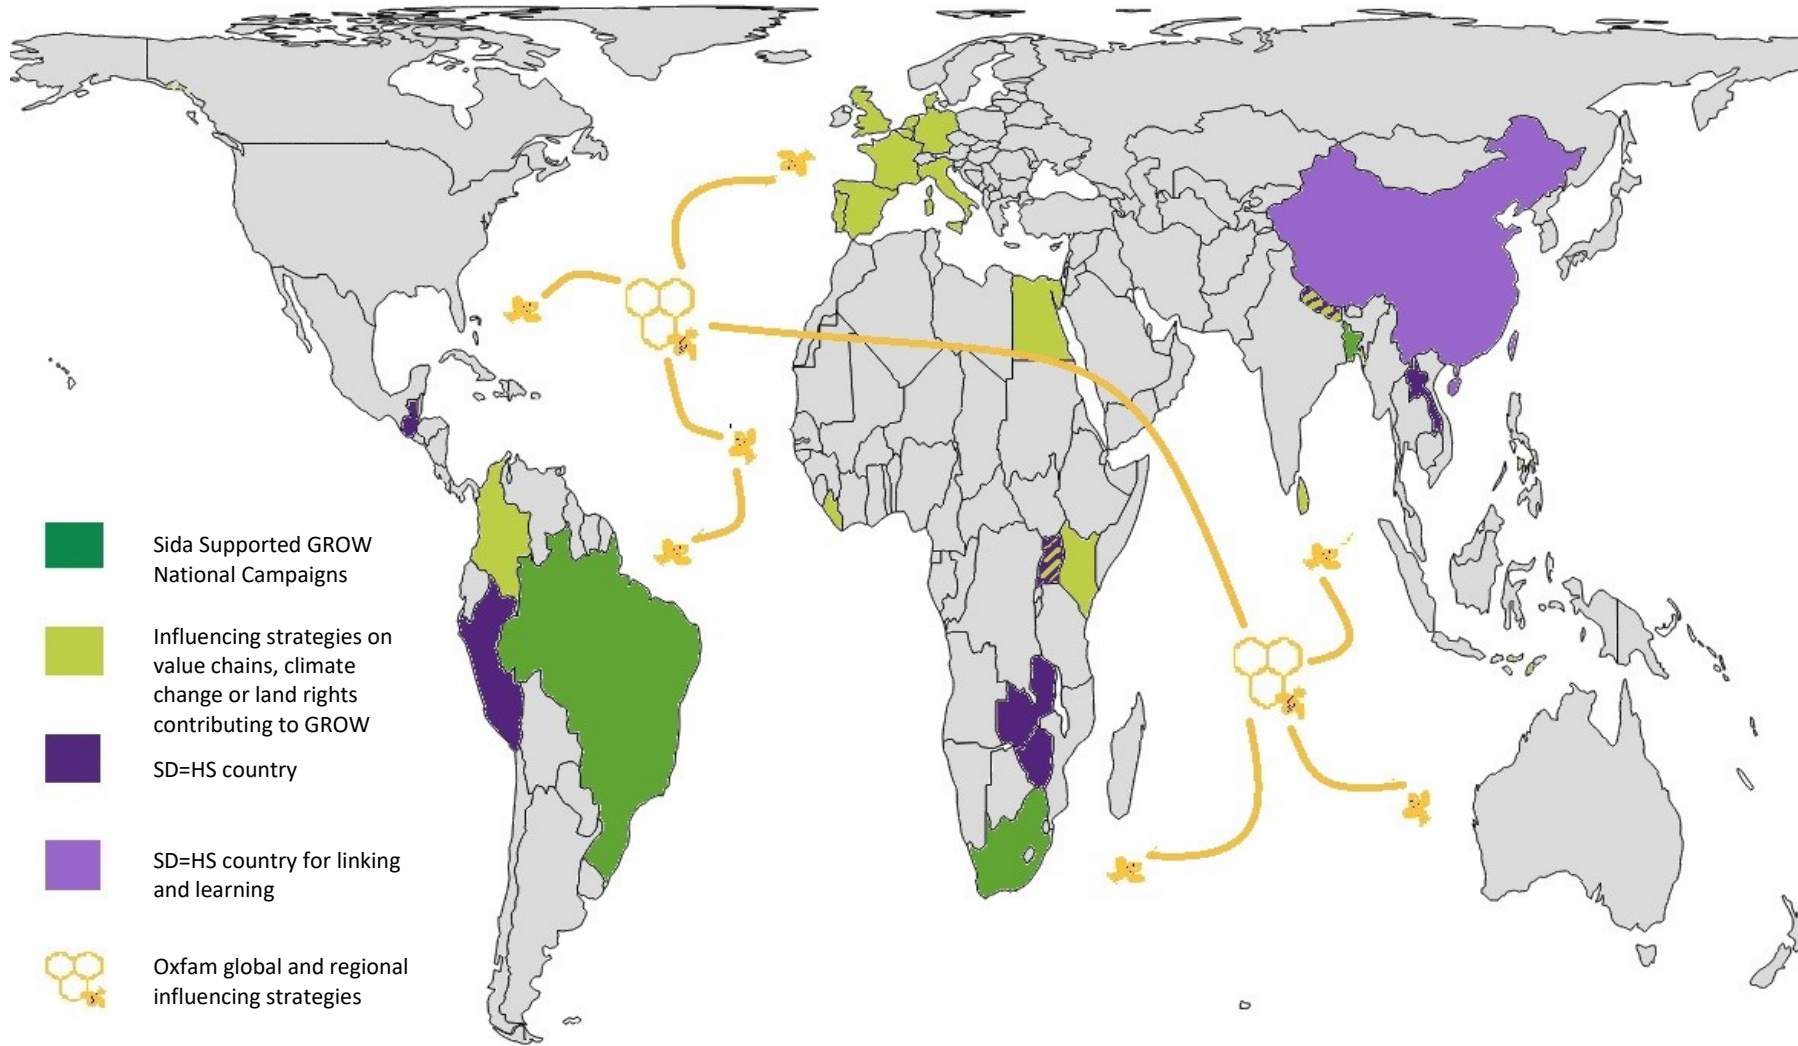 Sida Supported GROW
National Campaigns
Influencing strategies on
value chains, climate
change or land rights
contributing to GROW
SD=HS country
SD=HS country for linking
and learning
Oxfam global and regional
influencing strategies